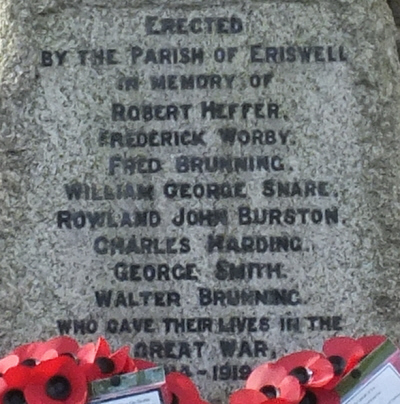 ERECTED
BY THE PARISH OF ERISWELL
IN MEMORY OF
ROBERT HEFFER.
FREDERICK WORBY.
FRED BRUNNING.
WILLIAM GEORGE SNARE.
ROWLAND JOHN BURSTON.
CHARLES HARDING.
GEORGE SMITH.
WALTER BRUNNING.
WHO GAVE THEIR LIVES IN THE
GREAT WAR,
- 1919